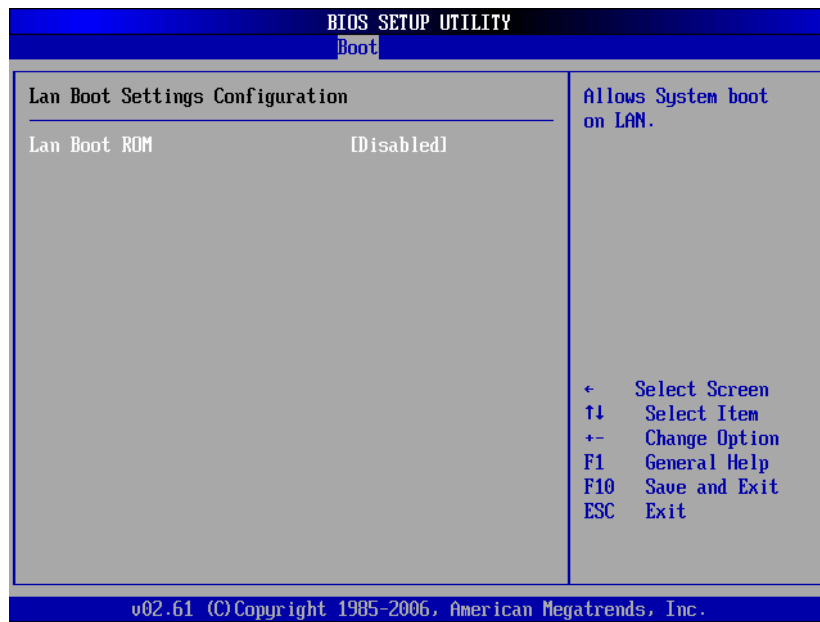 BIOS SETUP UTILITY
Boot
Lan Boot Settings Configuration
Lan Boot ROM [Disabled]
Allows System boot
on LAN.
← Select Screen
↑↓ Select Item
+- Change Option
F1 General Help
F10 Save and Exit
ESC Exit
v02.61 (C)Copyright 1985-2006, American Megatrends, Inc.